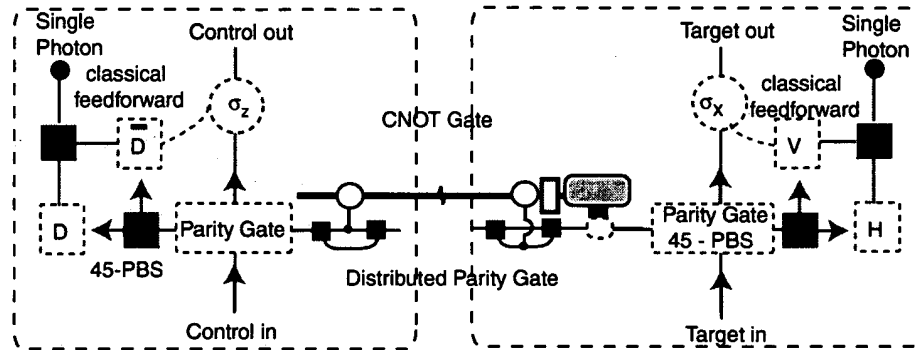 Single
Photon
Control out
classical
feedforward
σz
D̅
D
45-PBS
Parity Gate
Control in
CNOT Gate
Distributed Parity Gate
Target out
Single
Photon
classical
feedforward
σx
V
Parity Gate
45 - PBS
H
Target in